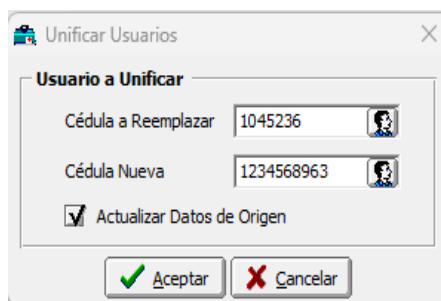 Unificar Usuarios
Usuario a Unificar
Cédula a Reemplazar 1045236
Cédula Nueva 1234568963
Actualizar Datos de Origen
Aceptar Cancelar